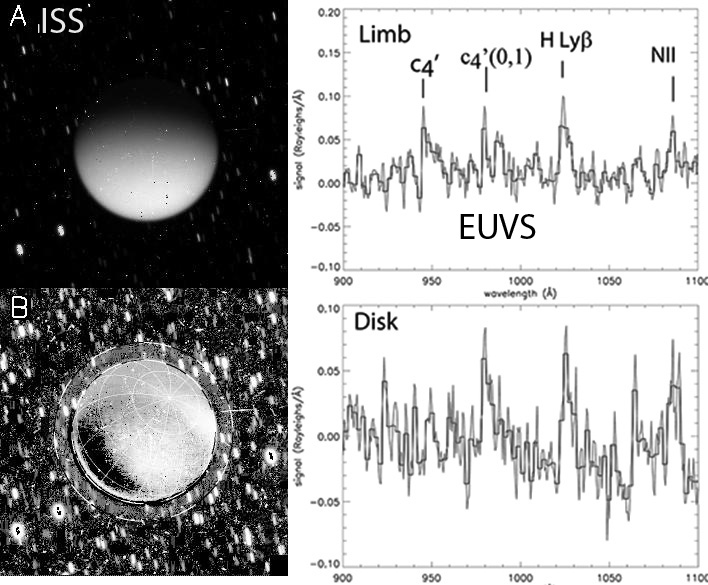 A ISS
Limb
c₄'
c₄'(0,1)
H Lyβ
NII
EUVS
signal (Rayleighs/Å)
0.20
0.15
0.10
0.05
0.00
−0.05
−0.10
900
950
1000
1050
1100
wavelength (Å)
B
Disk
signal (Rayleighs/Å)
0.10
0.05
0.00
−0.05
−0.10
900
950
1000
1050
1100